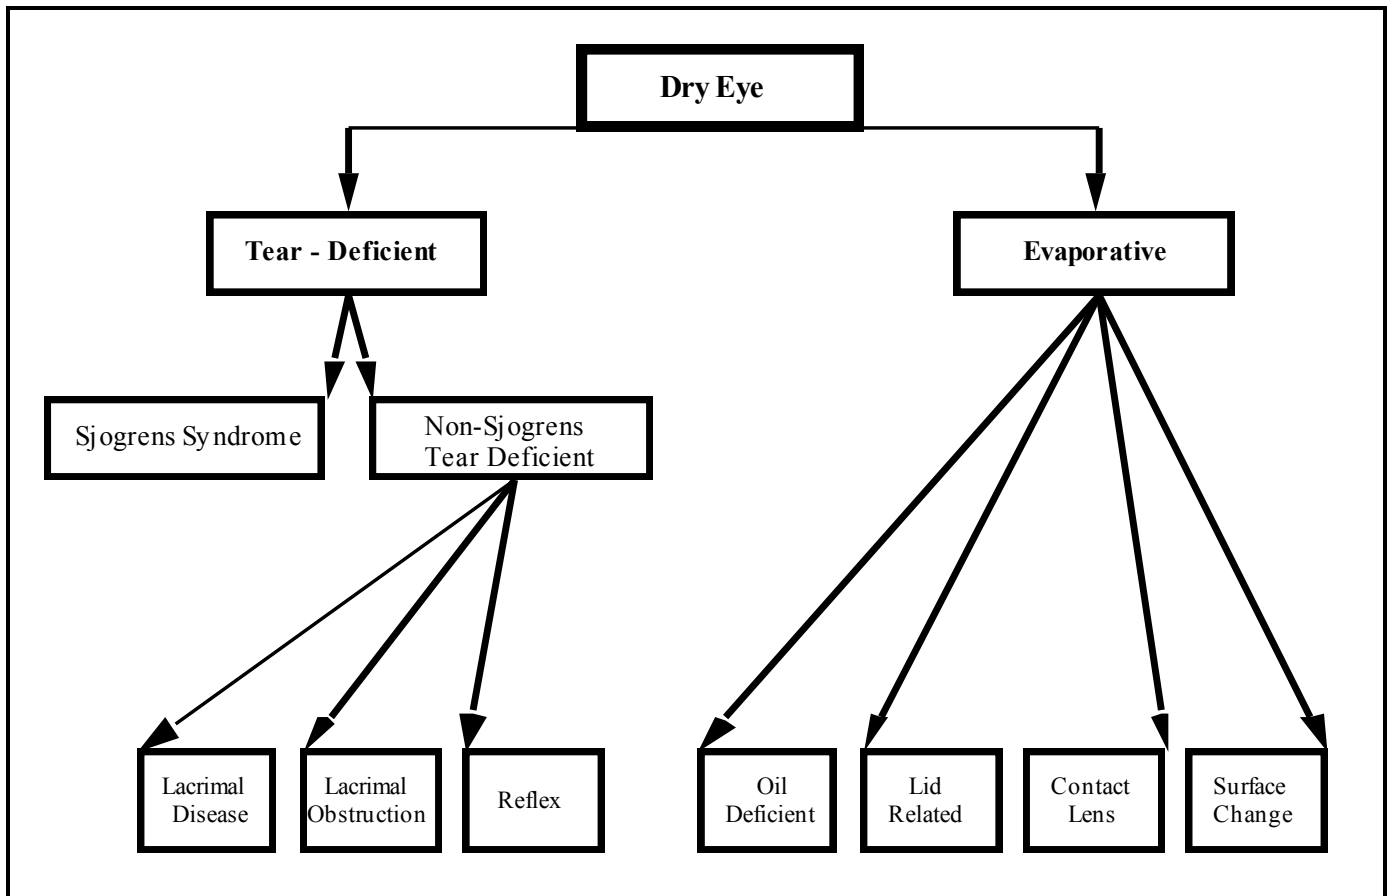 Dry Eye
Tear - Deficient
Evaporative
Sjogrens Syndrome
Non-Sjogrens
Tear Deficient
Lacrimal
Disease
Lacrimal
Obstruction
Reflex
Oil
Deficient
Lid
Related
Contact
Lens
Surface
Change